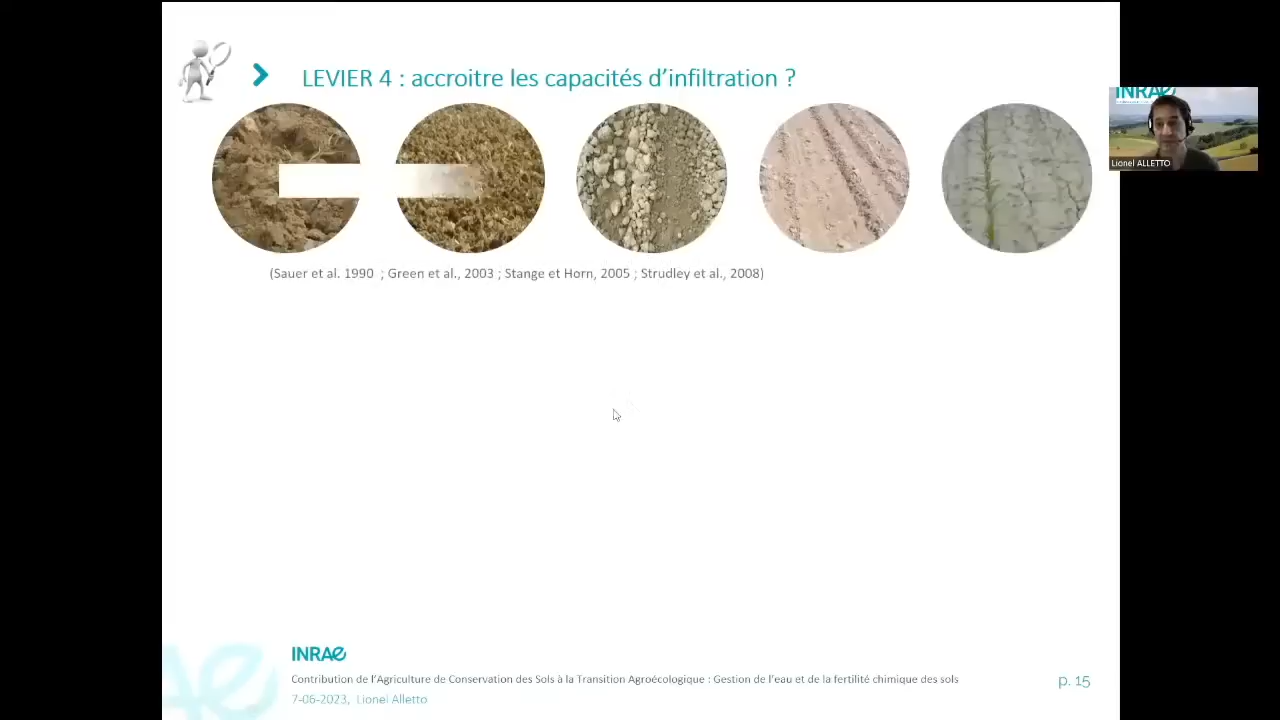 LEVIER 4 : accroitre les capacités d’infiltration ?
INRAE
Lionel ALLETTO
(Sauer et al. 1990  ; Green et al., 2003 ; Stange et Horn, 2005 ; Strudley et al., 2008)
INRAE
Contribution de l’Agriculture de Conservation des Sols à la Transition Agroécologique : Gestion de l’eau et de la fertilité chimique des sols
7-06-2023,  Lionel Alletto
p. 15